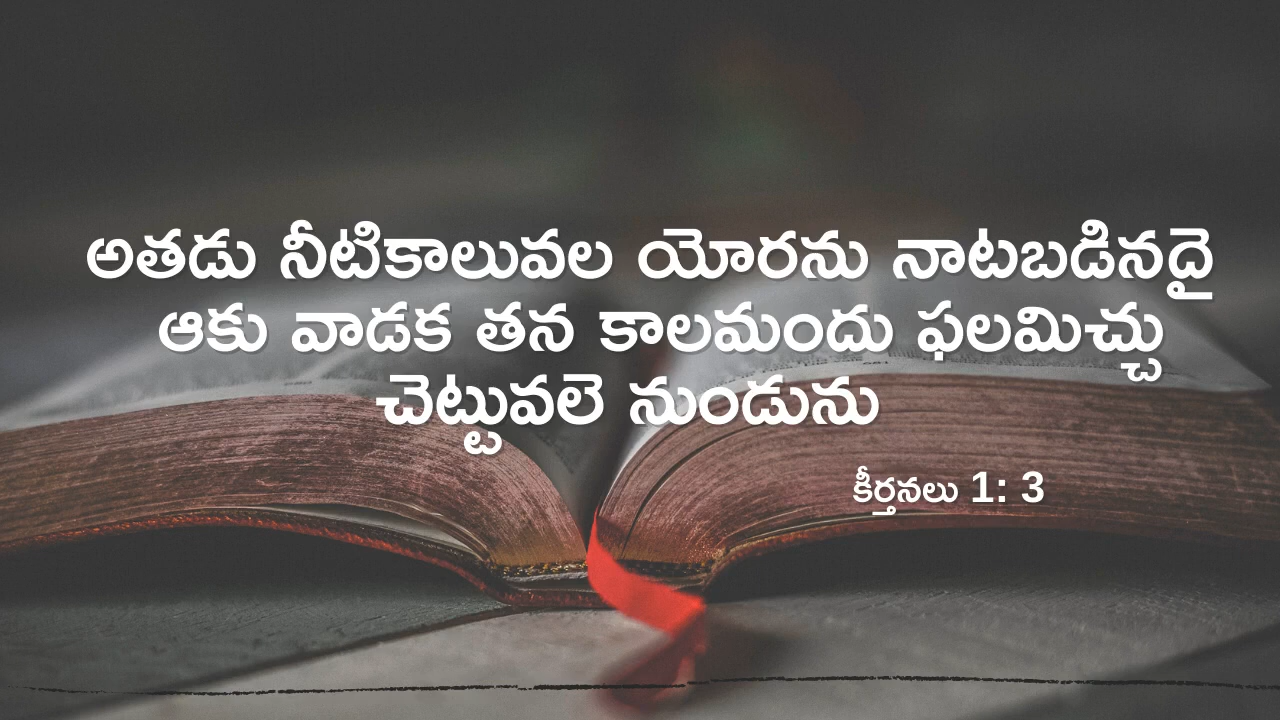 అతడు నీటికాలువల యోరను నాటబడినదై
ఆకు వాడక తన కాలమందు ఫలమిచ్చు
చెట్టువలె నుండును
కీర్తనలు 1: 3